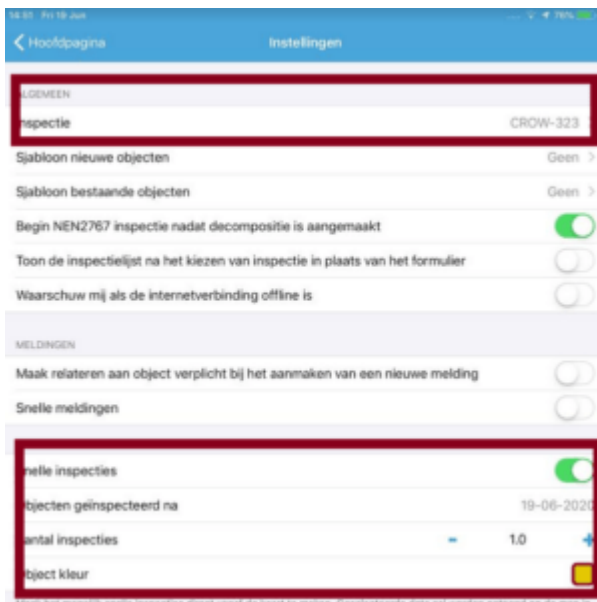 14:01 Fri 19 Jun 76%
Hoofdpagina Instellingen
ALGEMEEN
nspectie CROW-323
Sjabloon nieuwe objecten Geen
Sjabloon bestaande objecten Geen
Begin NEN2767 inspectie nadat decompositie is aangemaakt
Toon de inspectielijst na het kiezen van inspectie in plaats van het formulier
Waarschuw mij als de internetverbinding offline is
MELDINGEN
Maak relateren aan object verplicht bij het aanmaken van een nieuwe melding
Snelle meldingen
nelle inspecties
bjecten geïnspecteerd na 19-06-2020
antal inspecties - 1.0 +
bject kleur